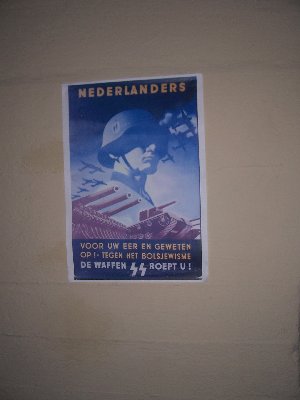 NEDERLANDERS
VOOR UW EER EN GEWETEN
OP!- TEGEN HET BOLSJEWISME
DE WAFFEN SS ROEPT U!